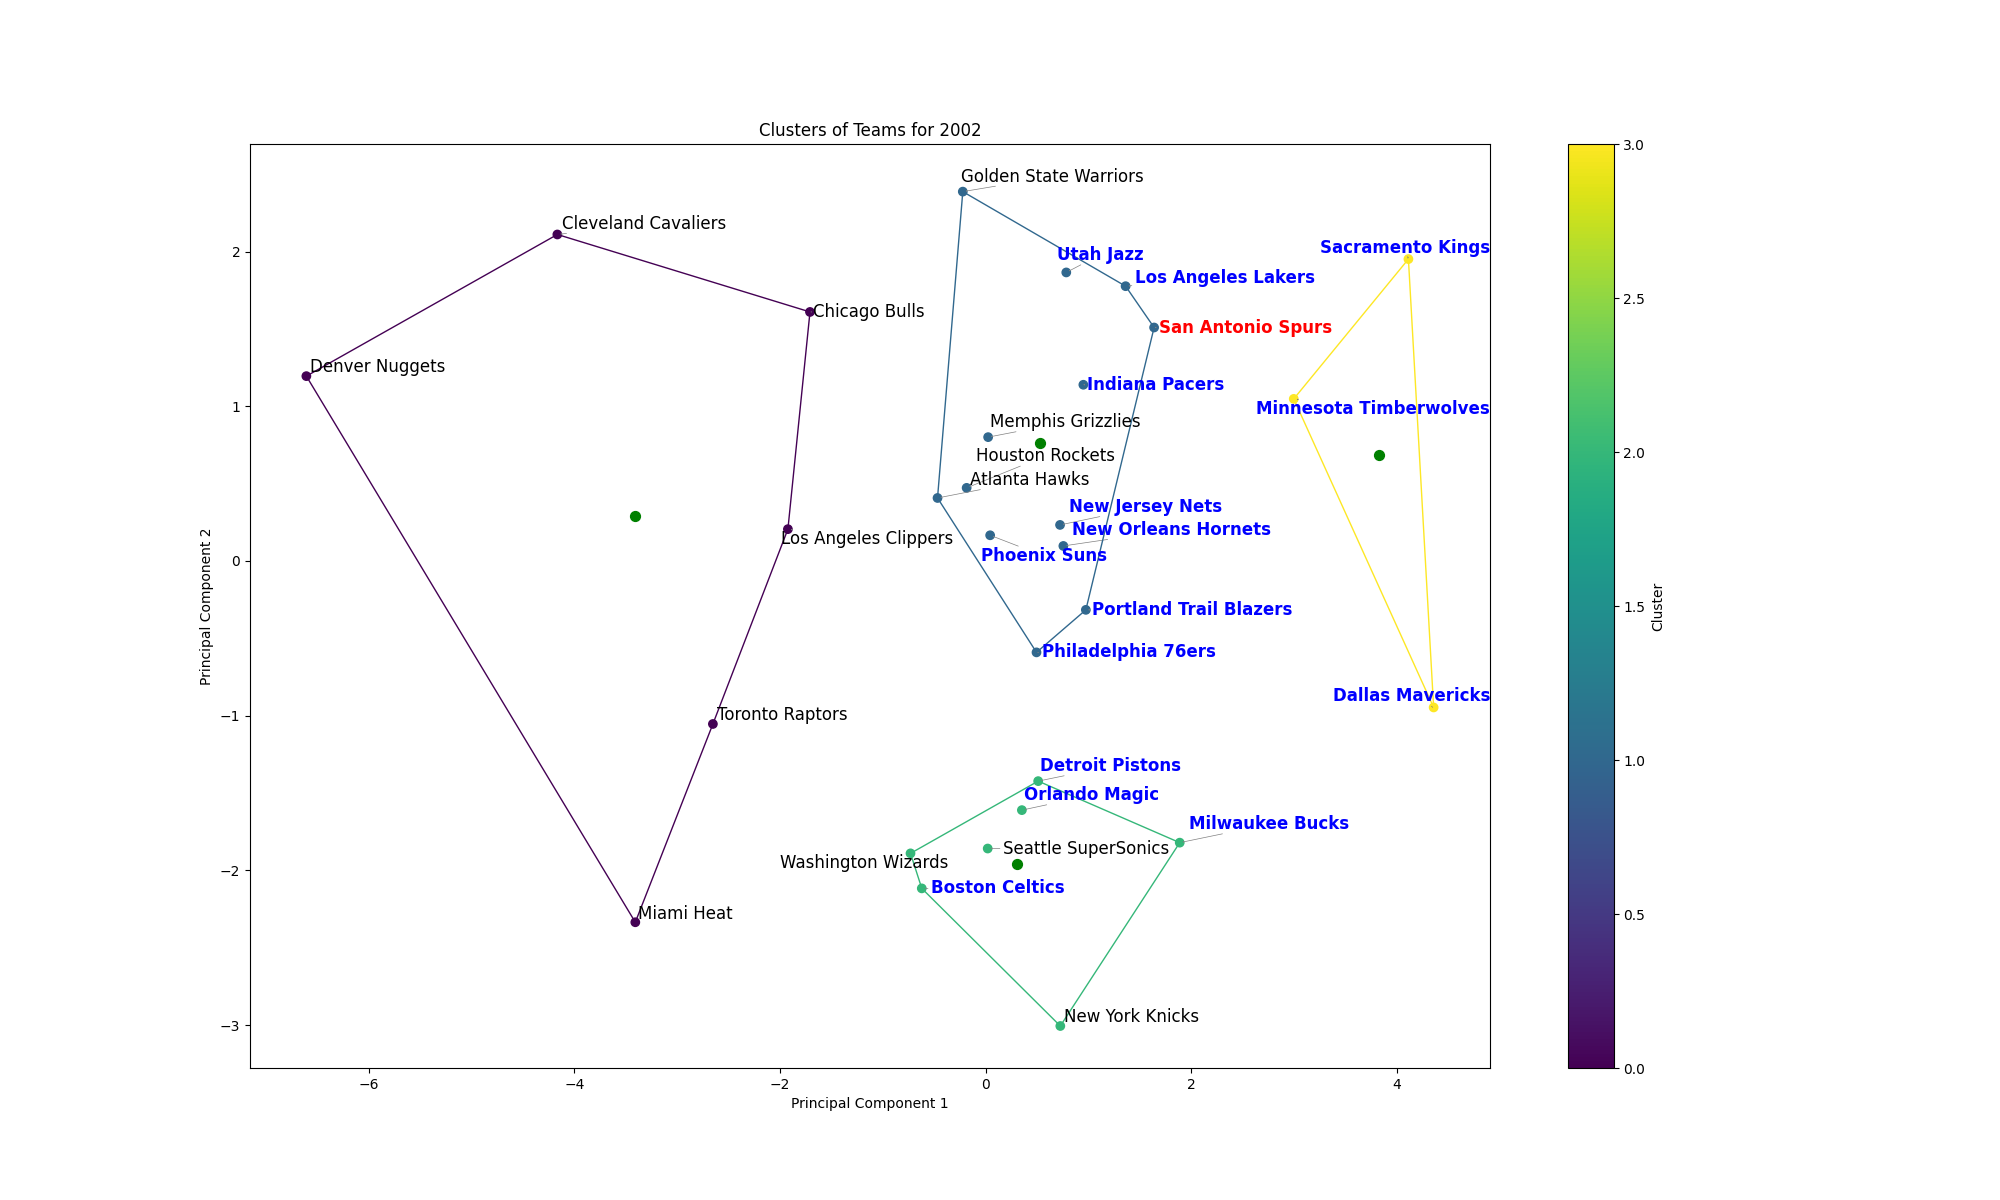 Clusters of Teams for 2002
Golden State Warriors
Cleveland Cavaliers
Utah Jazz
Sacramento Kings
Los Angeles Lakers
Chicago Bulls
San Antonio Spurs
Denver Nuggets
Indiana Pacers
Minnesota Timberwolves
Memphis Grizzlies
Houston Rockets
Atlanta Hawks
New Jersey Nets
New Orleans Hornets
Los Angeles Clippers
Phoenix Suns
Portland Trail Blazers
Philadelphia 76ers
Dallas Mavericks
Toronto Raptors
Detroit Pistons
Orlando Magic
Milwaukee Bucks
Seattle SuperSonics
Washington Wizards
Boston Celtics
Miami Heat
New York Knicks
2
1
0
−1
−2
−3
Principal Component 2
−6
−4
−2
0
2
4
Principal Component 1
3.0
2.5
2.0
1.5
1.0
0.5
0.0
Cluster